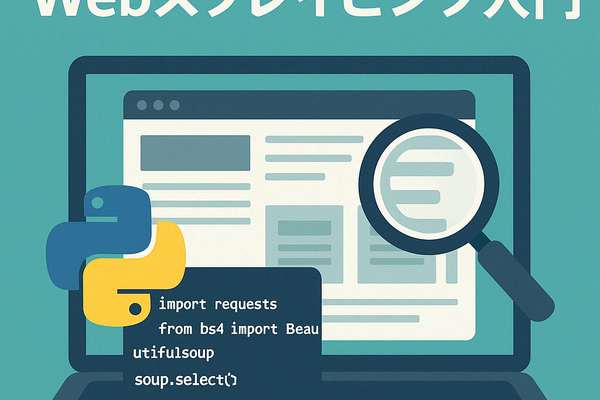 Webスクレイピング入門
import requests
from bs4 import Beau
utifulsoup
soup.select()